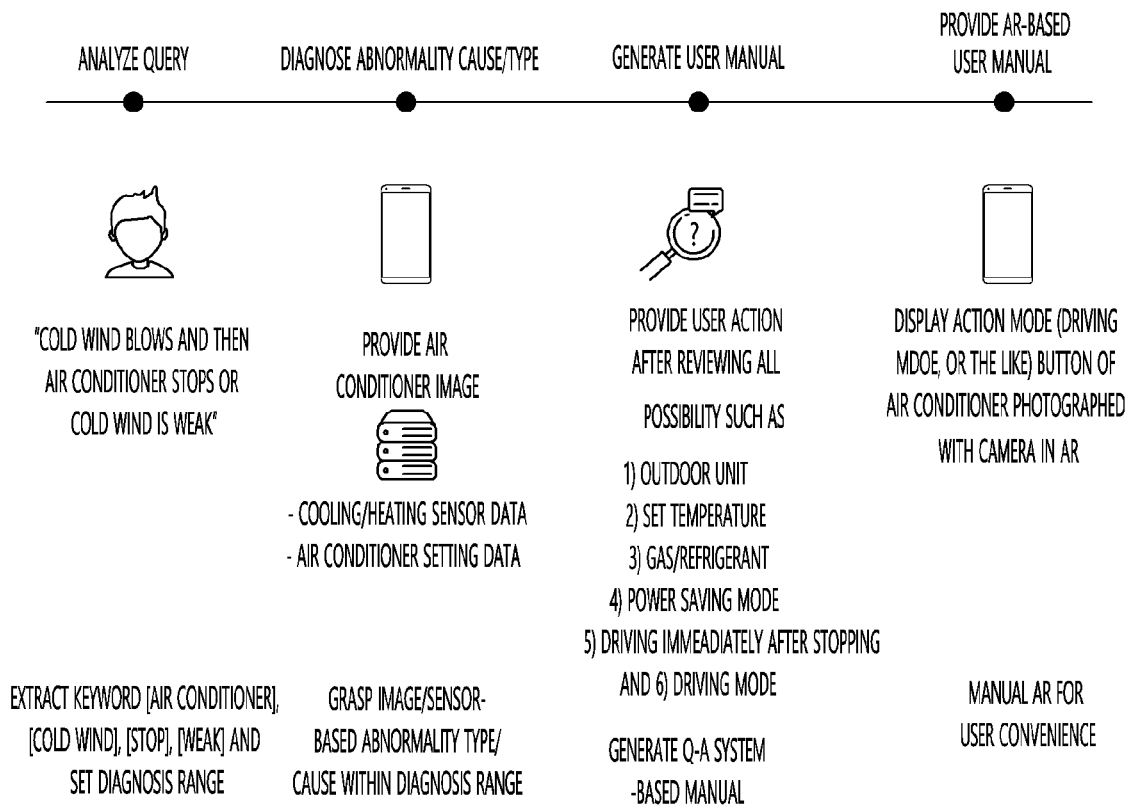 ANALYZE QUERY
DIAGNOSE ABNORMALITY CAUSE/TYPE
GENERATE USER MANUAL
PROVIDE AR-BASED
USER MANUAL
"COLD WIND BLOWS AND THEN
AIR CONDITIONER STOPS OR
COLD WIND IS WEAK"
EXTRACT KEYWORD [AIR CONDITIONER],
[COLD WIND], [STOP], [WEAK] AND
SET DIAGNOSIS RANGE
PROVIDE AIR
CONDITIONER IMAGE
- COOLING/HEATING SENSOR DATA
- AIR CONDITIONER SETTING DATA
GRASP IMAGE/SENSOR-
BASED ABNORMALITY TYPE/
CAUSE WITHIN DIAGNOSIS RANGE
?
PROVIDE USER ACTION
AFTER REVIEWING ALL
POSSIBILITY SUCH AS
1) OUTDOOR UNIT
2) SET TEMPERATURE
3) GAS/REFRIGERANT
4) POWER SAVING MODE
5) DRIVING IMMEADIATELY AFTER STOPPING
AND 6) DRIVING MODE
GENERATE Q-A SYSTEM
-BASED MANUAL
DISPLAY ACTION MODE (DRIVING
MDOE, OR THE LIKE) BUTTON OF
AIR CONDITIONER PHOTOGRAPHED
WITH CAMERA IN AR
MANUAL AR FOR
USER CONVENIENCE